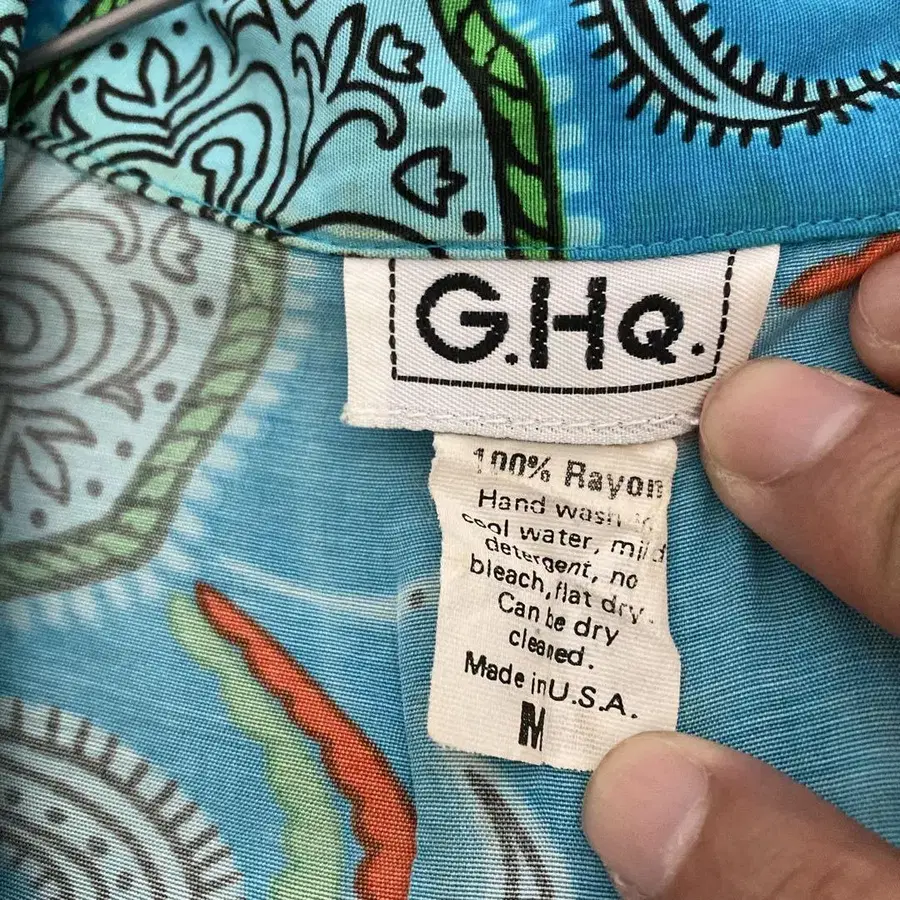 G.HQ.
100% Rayon
Hand wash
cool water, mild
detergent, no
bleach, flat dry.
Can be dry
cleaned.
Made in U.S.A.
M